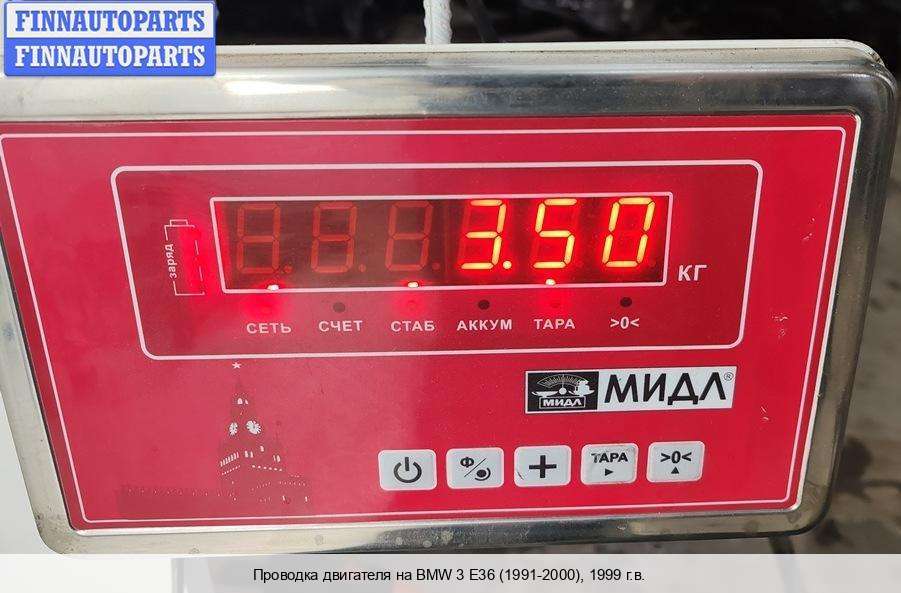 FINNAUTOPARTS
FINNAUTOPARTS
заряд
3.50
КГ
СЕТЬ СЧЕТ СТАБ АККУМ ТАРА >0<
МИДЛ МИДЛ®
Ф ТАРА >0<
Проводка двигателя на BMW 3 E36 (1991-2000), 1999 г.в.